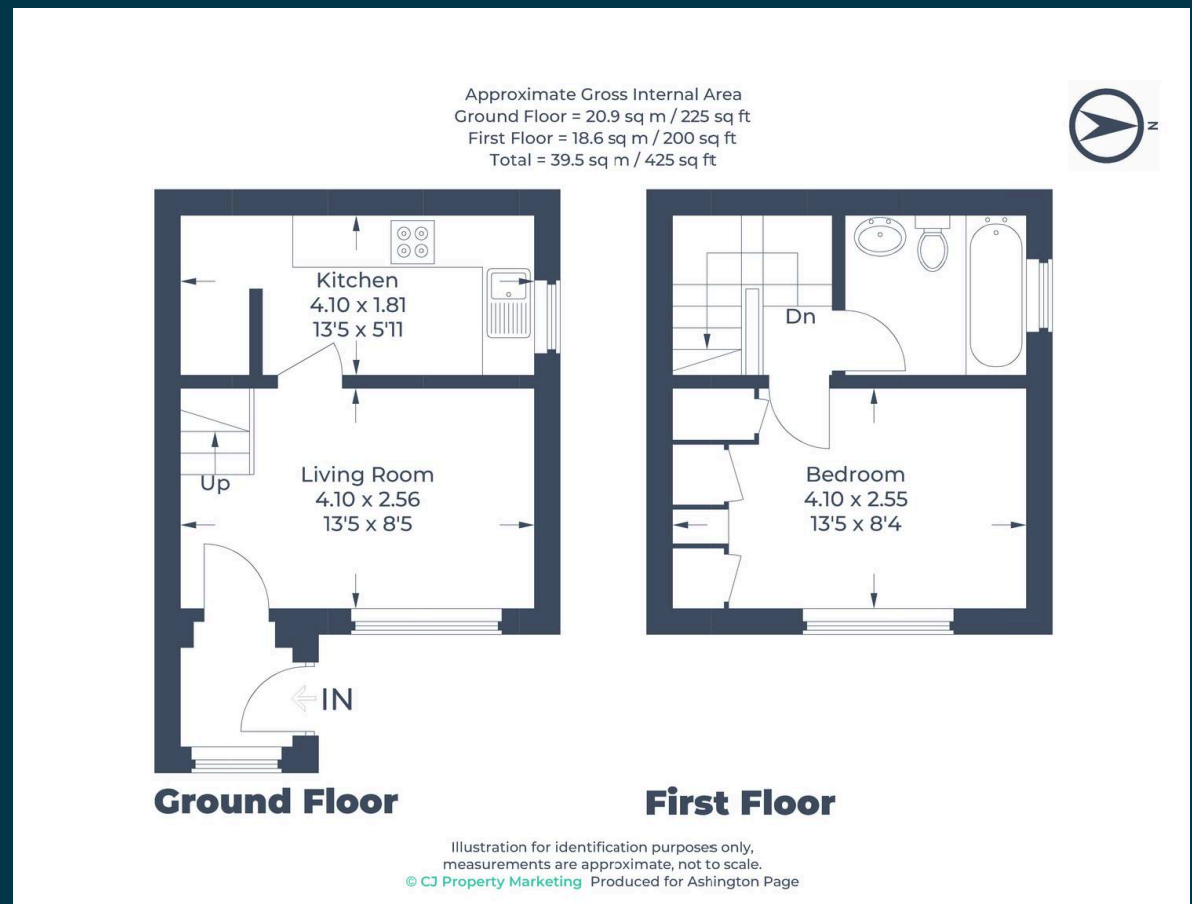 Approximate Gross Internal Area
Ground Floor = 20.9 sq m / 225 sq ft
First Floor = 18.6 sq m / 200 sq ft
Total = 39.5 sq m / 425 sq ft
N
Kitchen
4.10 x 1.81
13'5 x 5'11
Up
Living Room
4.10 x 2.56
13'5 x 8'5
IN
Ground Floor
Dn
Bedroom
4.10 x 2.55
13'5 x 8'4
First Floor
Illustration for identification purposes only,
measurements are approximate, not to scale.
© CJ Property Marketing Produced for Ashington Page